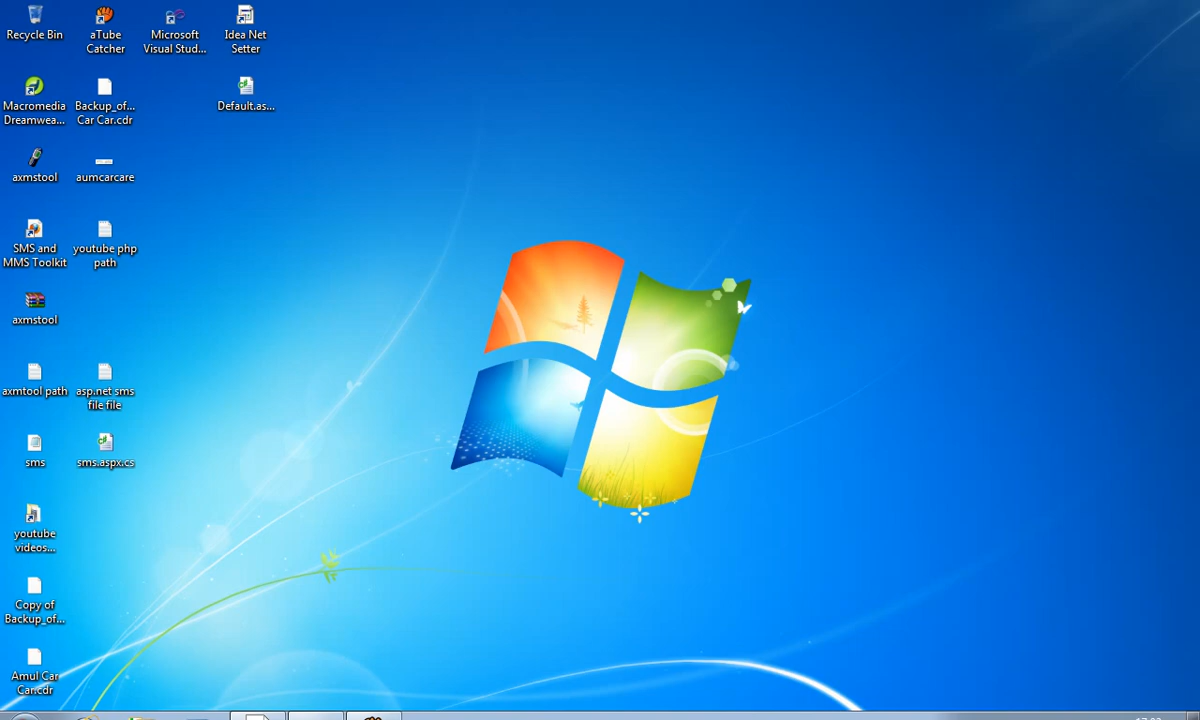 Recycle Bin
aTube
Catcher
Microsoft
Visual Stud...
Idea Net
Setter
Macromedia
Dreamwea...
Backup_of...
Car Car.cdr
Default.as...
axmstool
aumcarcare
SMS and
MMS Toolkit
youtube php
path
axmstool
axmtool path
asp.net sms
file file
sms
sms.aspx.cs
youtube
videos...
Copy of
Backup_of...
Amul Car
Car.cdr